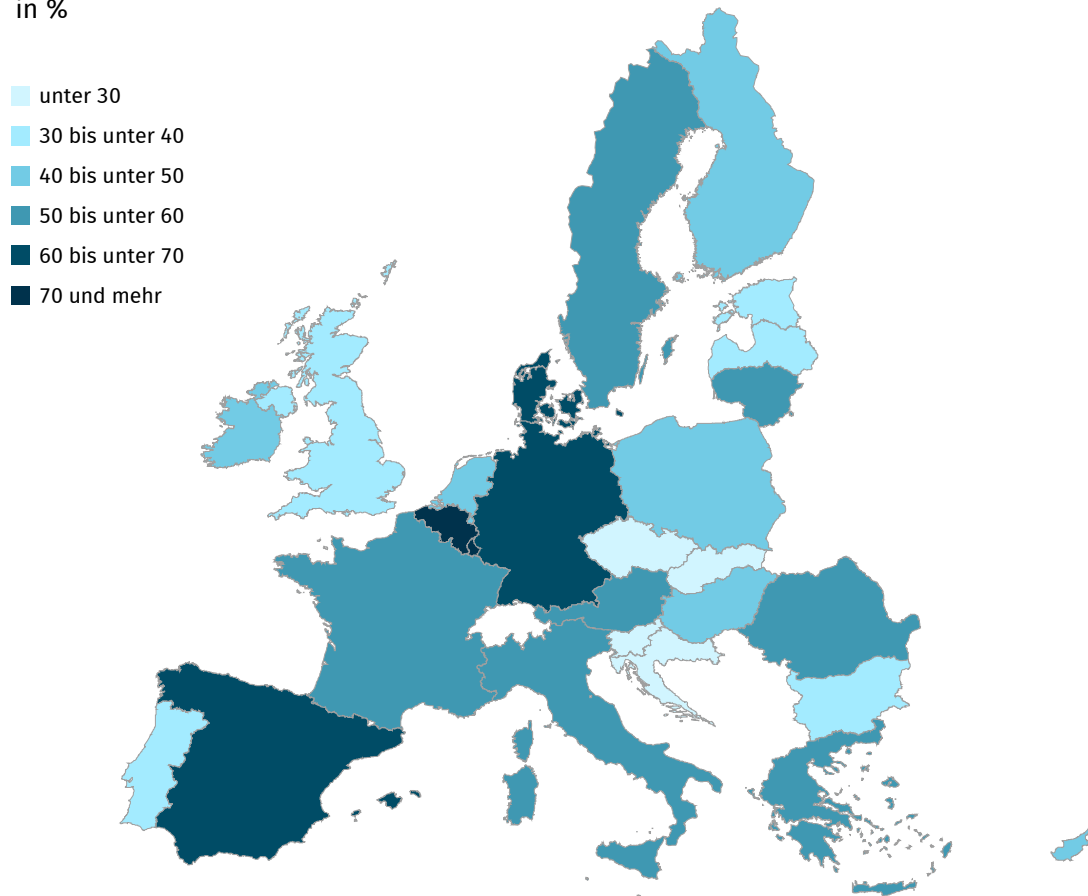 in %
unter 30
30 bis unter 40
40 bis unter 50
50 bis unter 60
60 bis unter 70
70 und mehr